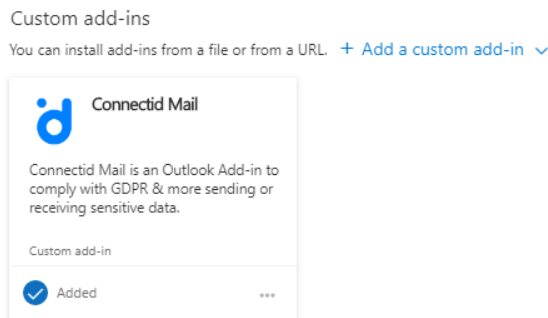 Custom add-ins
You can install add-ins from a file or from a URL. + Add a custom add-in
Connectid Mail
Connectid Mail is an Outlook Add-in to
comply with GDPR & more sending or
receiving sensitive data.
Custom add-in
Added